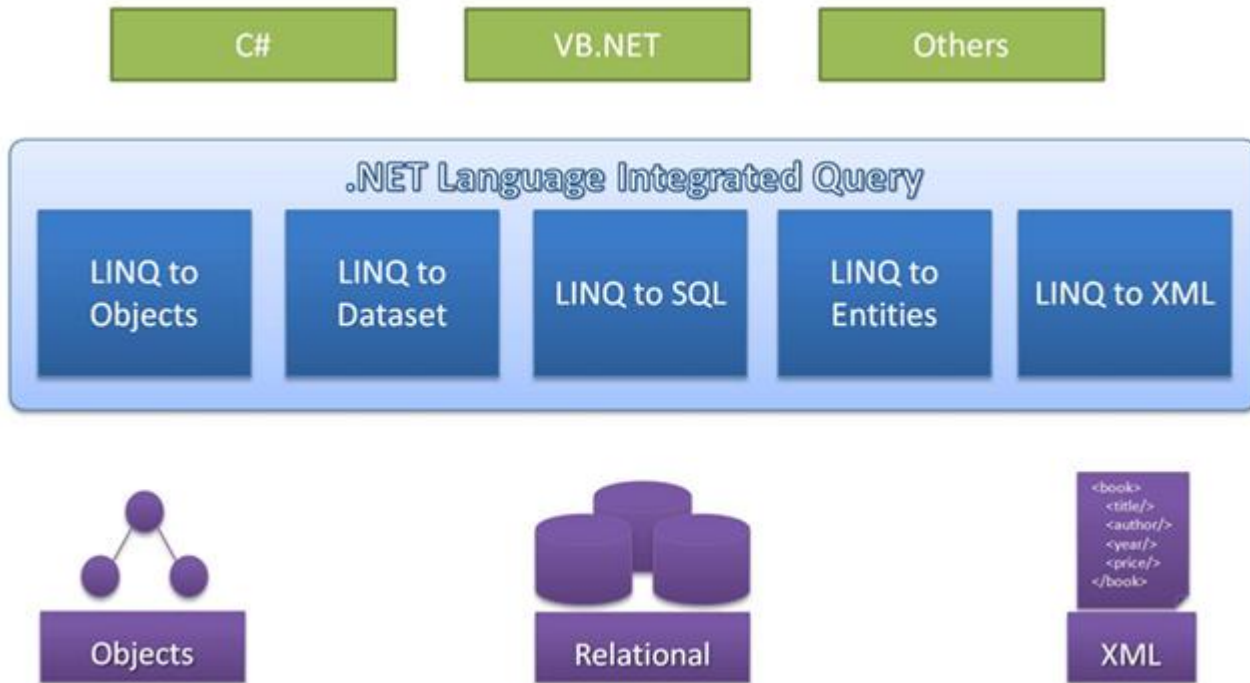 C#
VB.NET
Others
.NET Language Integrated Query
LINQ to
Objects
LINQ to
Dataset
LINQ to SQL
LINQ to
Entities
LINQ to XML
<book>
<title/>
<author/>
<year/>
<price/>
</book>
Objects
Relational
XML